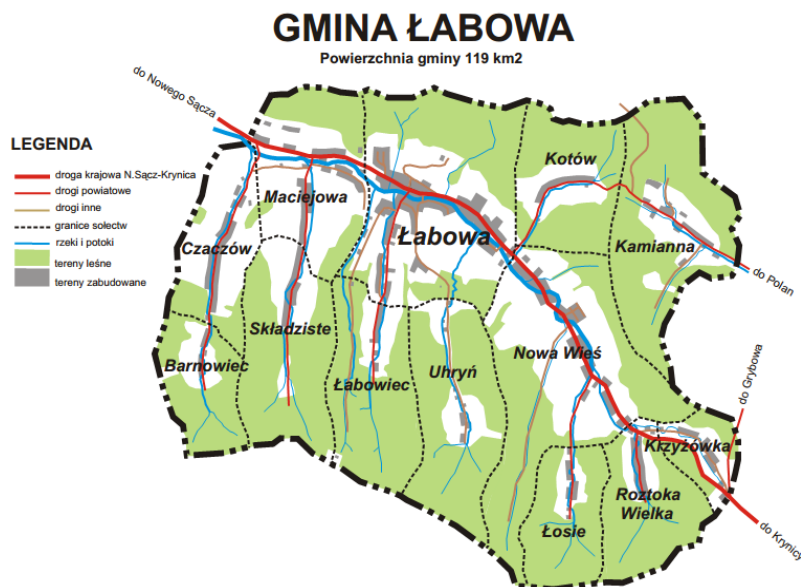 GMINA ŁABOWA
Powierzchnia gminy 119 km2
do Nowego Sącza
LEGENDA
droga krajowa N.Sącz-Krynica
drogi powiatowe
drogi inne
granice sołectw
rzeki i potoki
tereny leśne
tereny zabudowane
Kotów
Maciejowa
Łabowa
Czaczów
Kamianna
do Polan
Składziste
Barnowiec
Łabowiec
Uhryń
Nowa Wieś
do Grybowa
Krzyżówka
Roztoka
Wielka
Łosie
do Krynicy